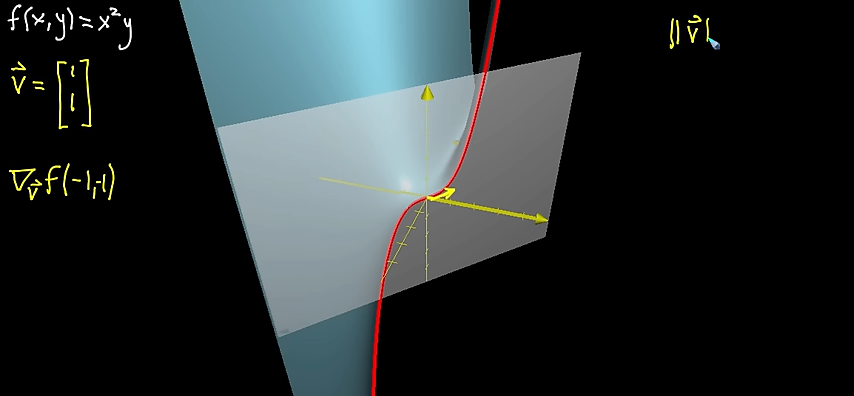 f(x,y)=x²y
v⃗ = [1 1]
∇v⃗ f(-1,-1)
||v⃗|